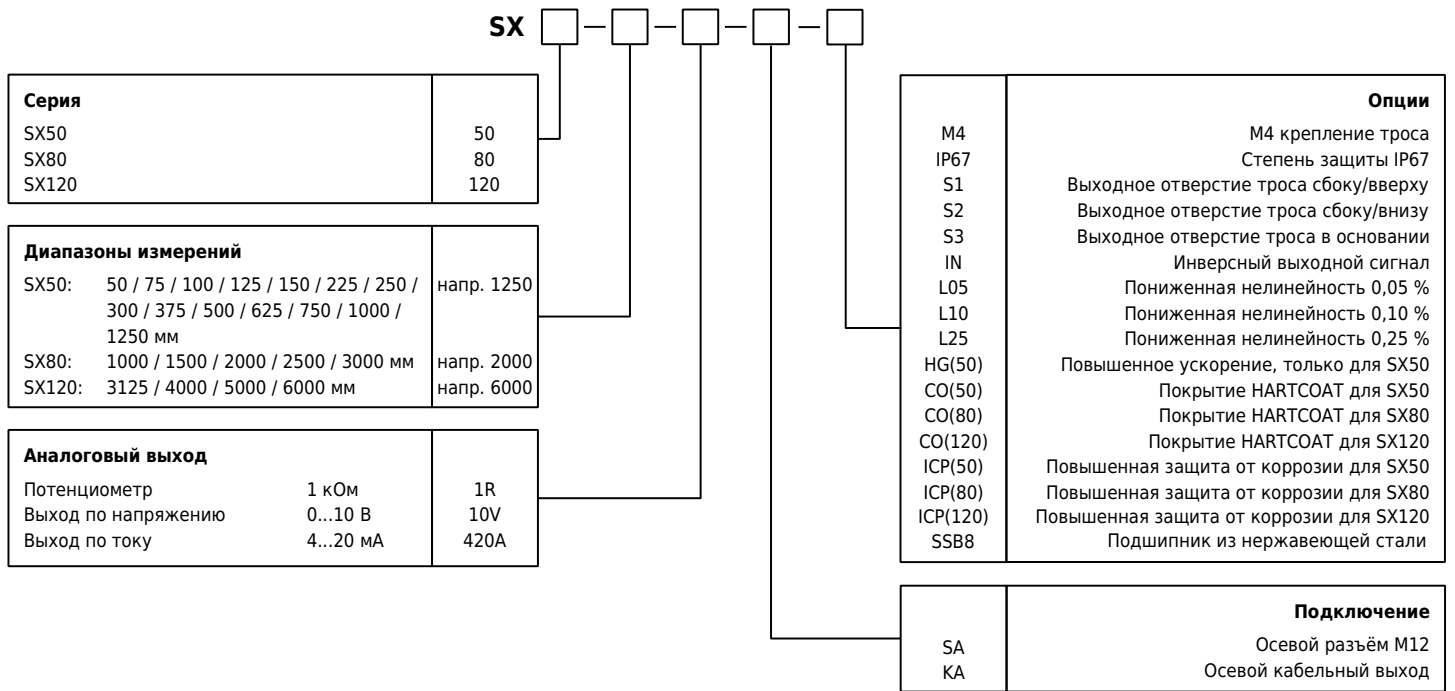 SX — — — —
Серия
SX50 50
SX80 80
SX120 120
Диапазоны измерений
SX50: 50 / 75 / 100 / 125 / 150 / 225 / 250 / напр. 1250
300 / 375 / 500 / 625 / 750 / 1000 /
1250 мм
SX80: 1000 / 1500 / 2000 / 2500 / 3000 мм напр. 2000
SX120: 3125 / 4000 / 5000 / 6000 мм напр. 6000
Аналоговый выход
Потенциометр 1 кОм 1R
Выход по напряжению 0...10 В 10V
Выход по току 4...20 мА 420A
Опции
M4 М4 крепление троса
IP67 Степень защиты IP67
S1 Выходное отверстие троса сбоку/вверху
S2 Выходное отверстие троса сбоку/внизу
S3 Выходное отверстие троса в основании
IN Инверсный выходной сигнал
L05 Пониженная нелинейность 0,05 %
L10 Пониженная нелинейность 0,10 %
L25 Пониженная нелинейность 0,25 %
HG(50) Повышенное ускорение, только для SX50
CO(50) Покрытие HARTCOAT для SX50
CO(80) Покрытие HARTCOAT для SX80
CO(120) Покрытие HARTCOAT для SX120
ICP(50) Повышенная защита от коррозии для SX50
ICP(80) Повышенная защита от коррозии для SX80
ICP(120) Повышенная защита от коррозии для SX120
SSB8 Подшипник из нержавеющей стали
Подключение
SA Осевой разъём M12
KA Осевой кабельный выход